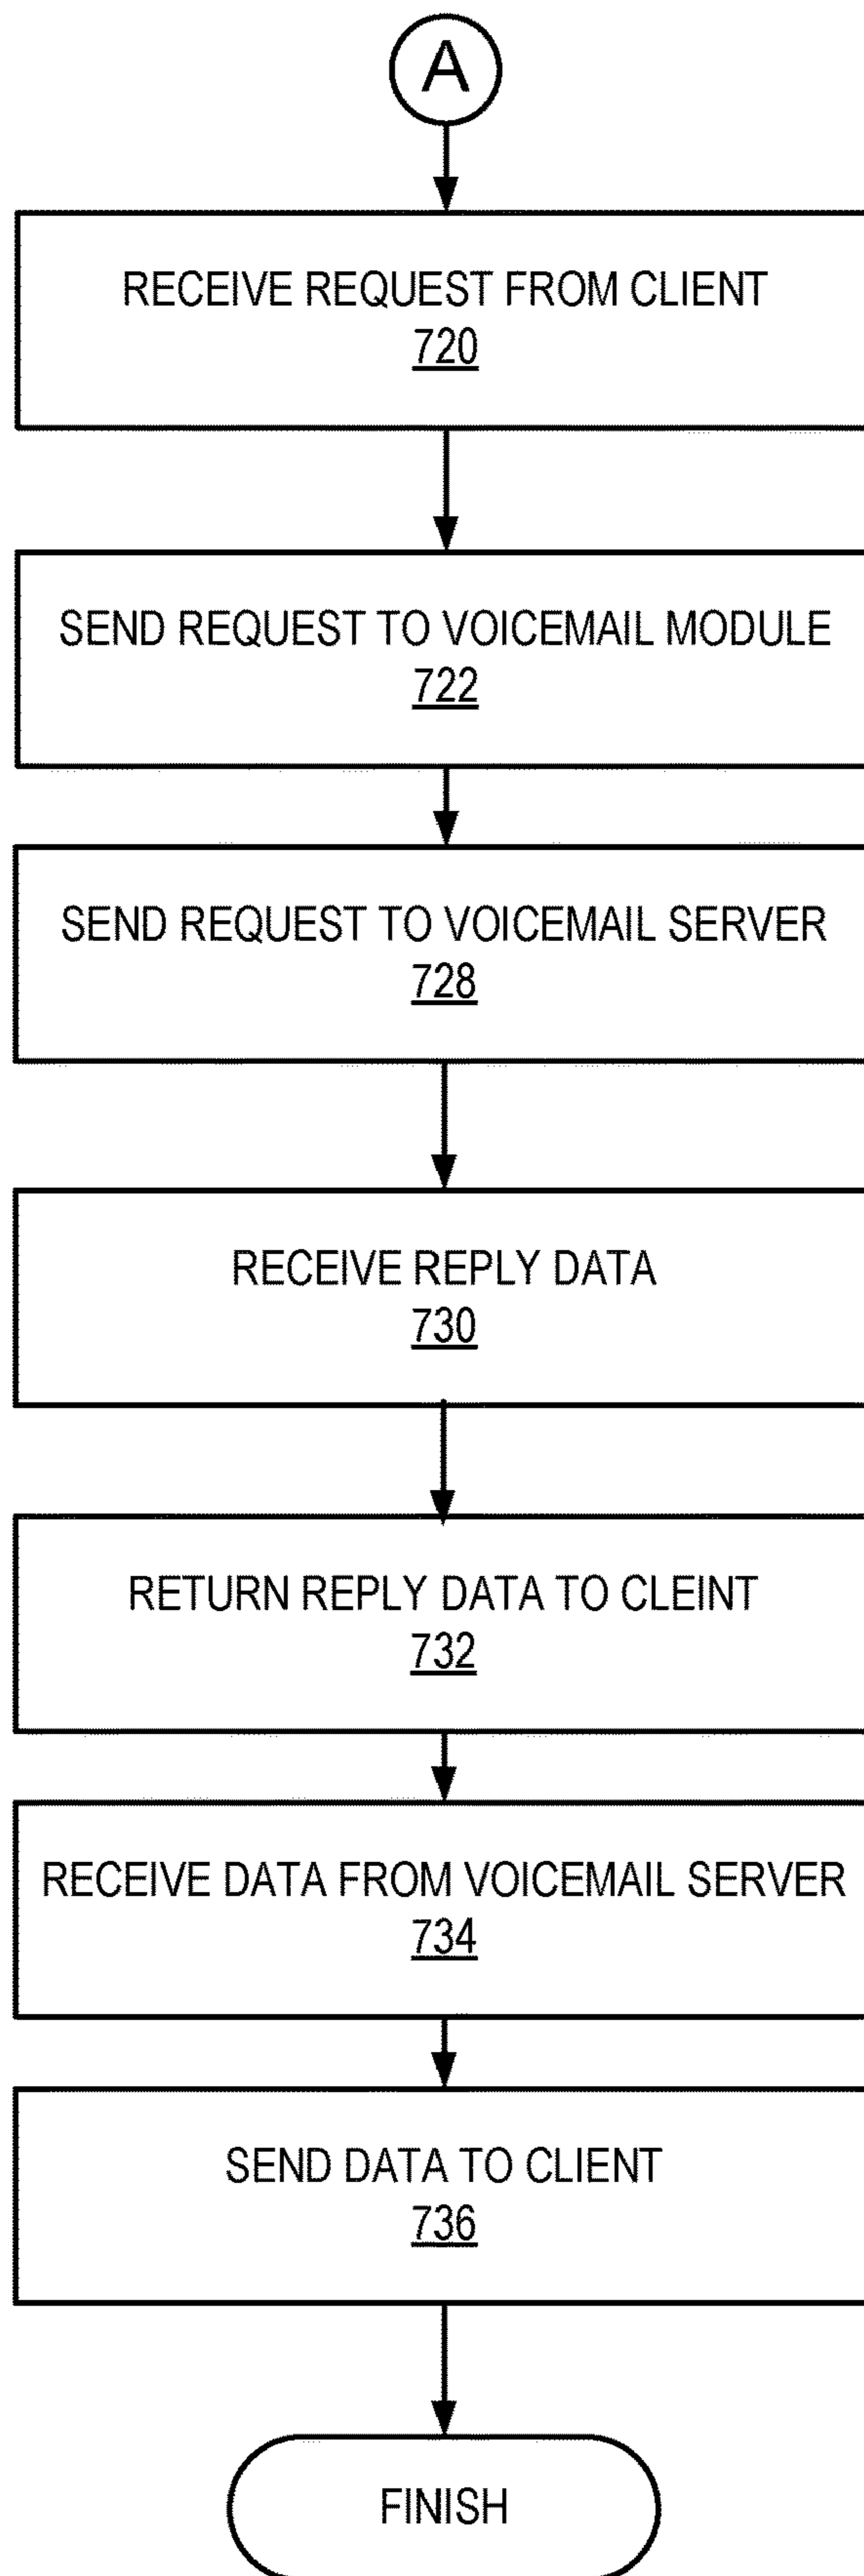 A
RECEIVE REQUEST FROM CLIENT
720
SEND REQUEST TO VOICEMAIL MODULE
722
SEND REQUEST TO VOICEMAIL SERVER
728
RECEIVE REPLY DATA
730
RETURN REPLY DATA TO CLEINT
732
RECEIVE DATA FROM VOICEMAIL SERVER
734
SEND DATA TO CLIENT
736
FINISH